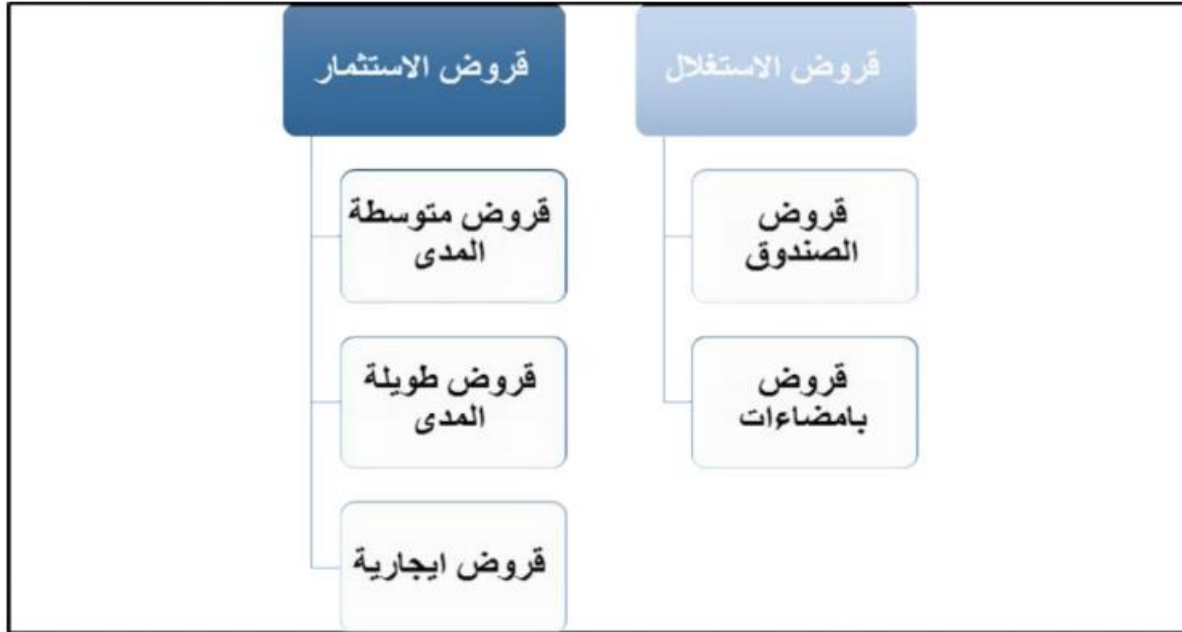 قروض الاستغلال
قروض
الصندوق
قروض
بامضاءات
قروض الاستثمار
قروض متوسطة
المدى
قروض طويلة
المدى
قروض ايجارية